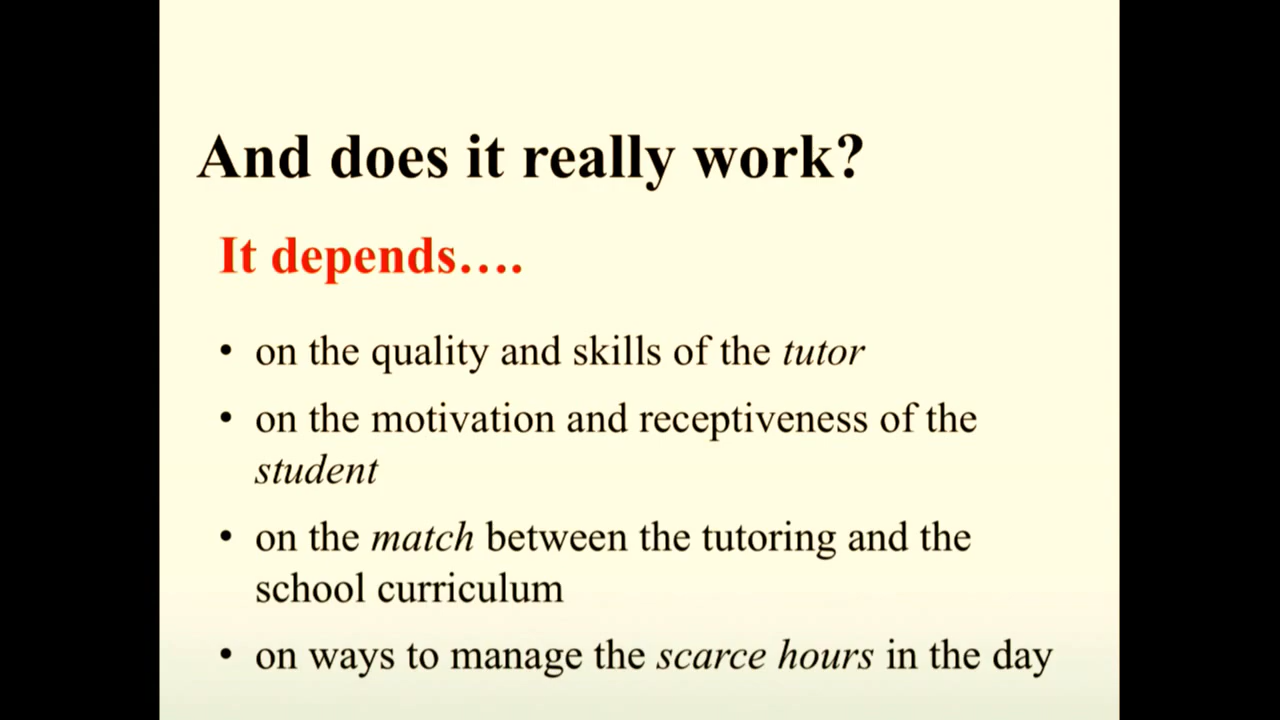 And does it really work?
It depends....
• on the quality and skills of the tutor
• on the motivation and receptiveness of the
student
• on the match between the tutoring and the
school curriculum
• on ways to manage the scarce hours in the day